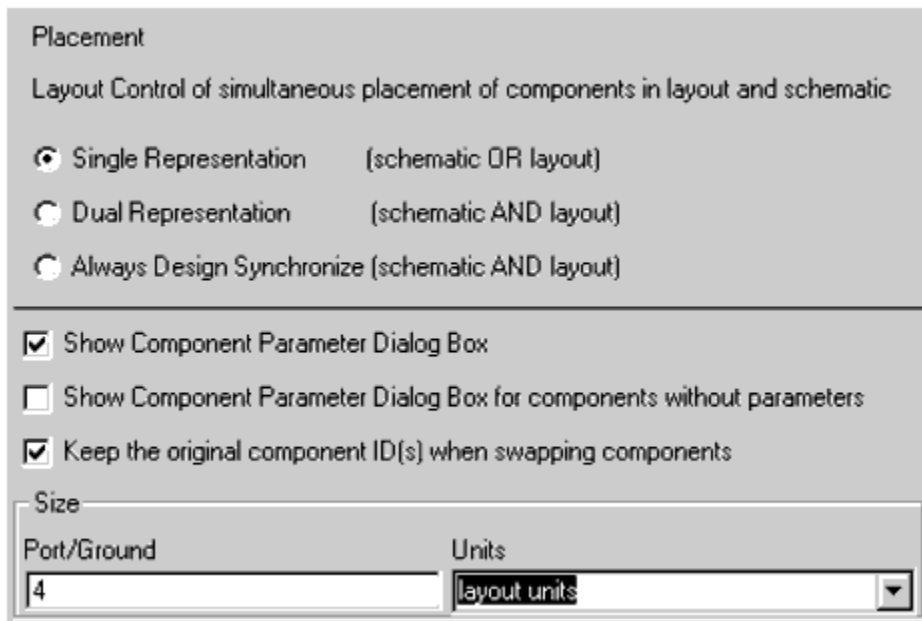 Placement
Layout Control of simultaneous placement of components in layout and schematic
Single Representation (schematic OR layout)
Dual Representation (schematic AND layout)
Always Design Synchronize (schematic AND layout)
Show Component Parameter Dialog Box
Show Component Parameter Dialog Box for components without parameters
Keep the original component ID(s) when swapping components
Size
Port/Ground Units
4 layout units